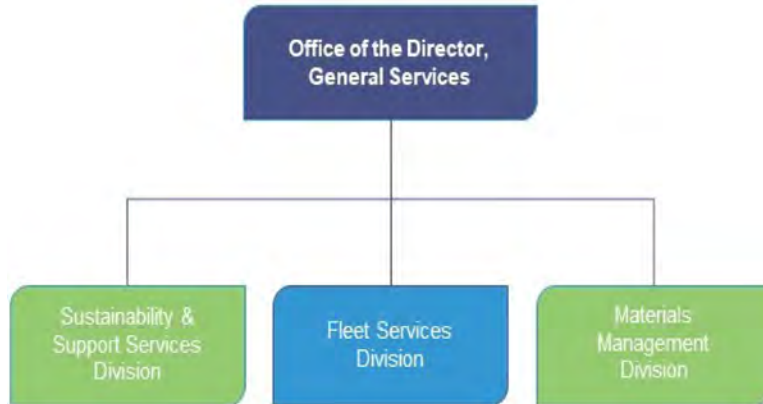 Office of the Director,
General Services
Sustainability &
Support Services
Division
Fleet Services
Division
Materials
Management
Division